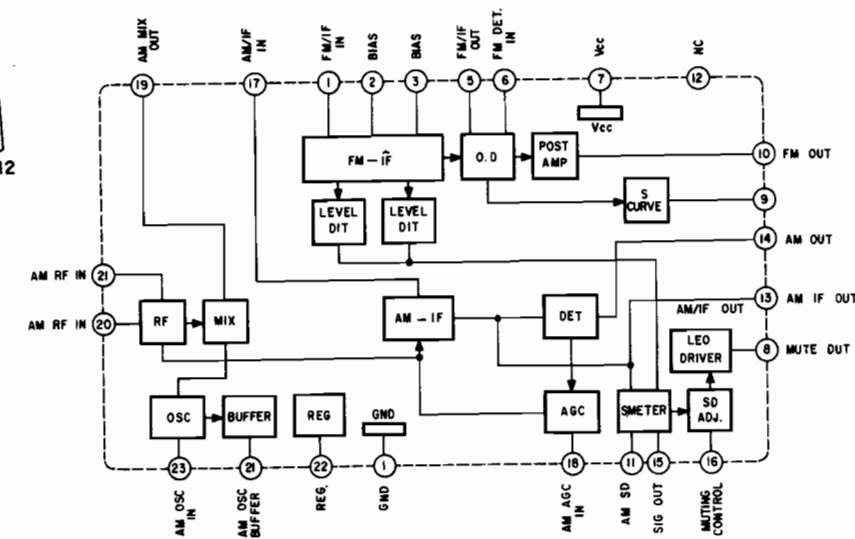 AM MIX
OUT
AM/IF
IN
FM/IF
IN
BIAS
BIAS
FM/IF
OUT
FM DET.
IN
Vcc
NC
19
17
1
2
3
5
6
7
12
Vcc
12
FM-IF
O.D
POST
AMP
10 FM OUT
LEVEL
DIT
LEVEL
DIT
S
CURVE
9
14 AM OUT
AM RF IN 21
AM/IF OUT
13 AM IF OUT
AM RF IN 20
RF
MIX
AM-IF
DET
LEO
DRIVER
8 MUTE DUT
OSC
BUFFER
REG
GND
AGC
SMETER
SD
ADJ.
23
21
22
1
18
11
15
16
AM OSC
IN
AM OSC
BUFFER
REG.
GND
AM AGC
IN
AM SD
SIG OUT
MUTING
CONTROL